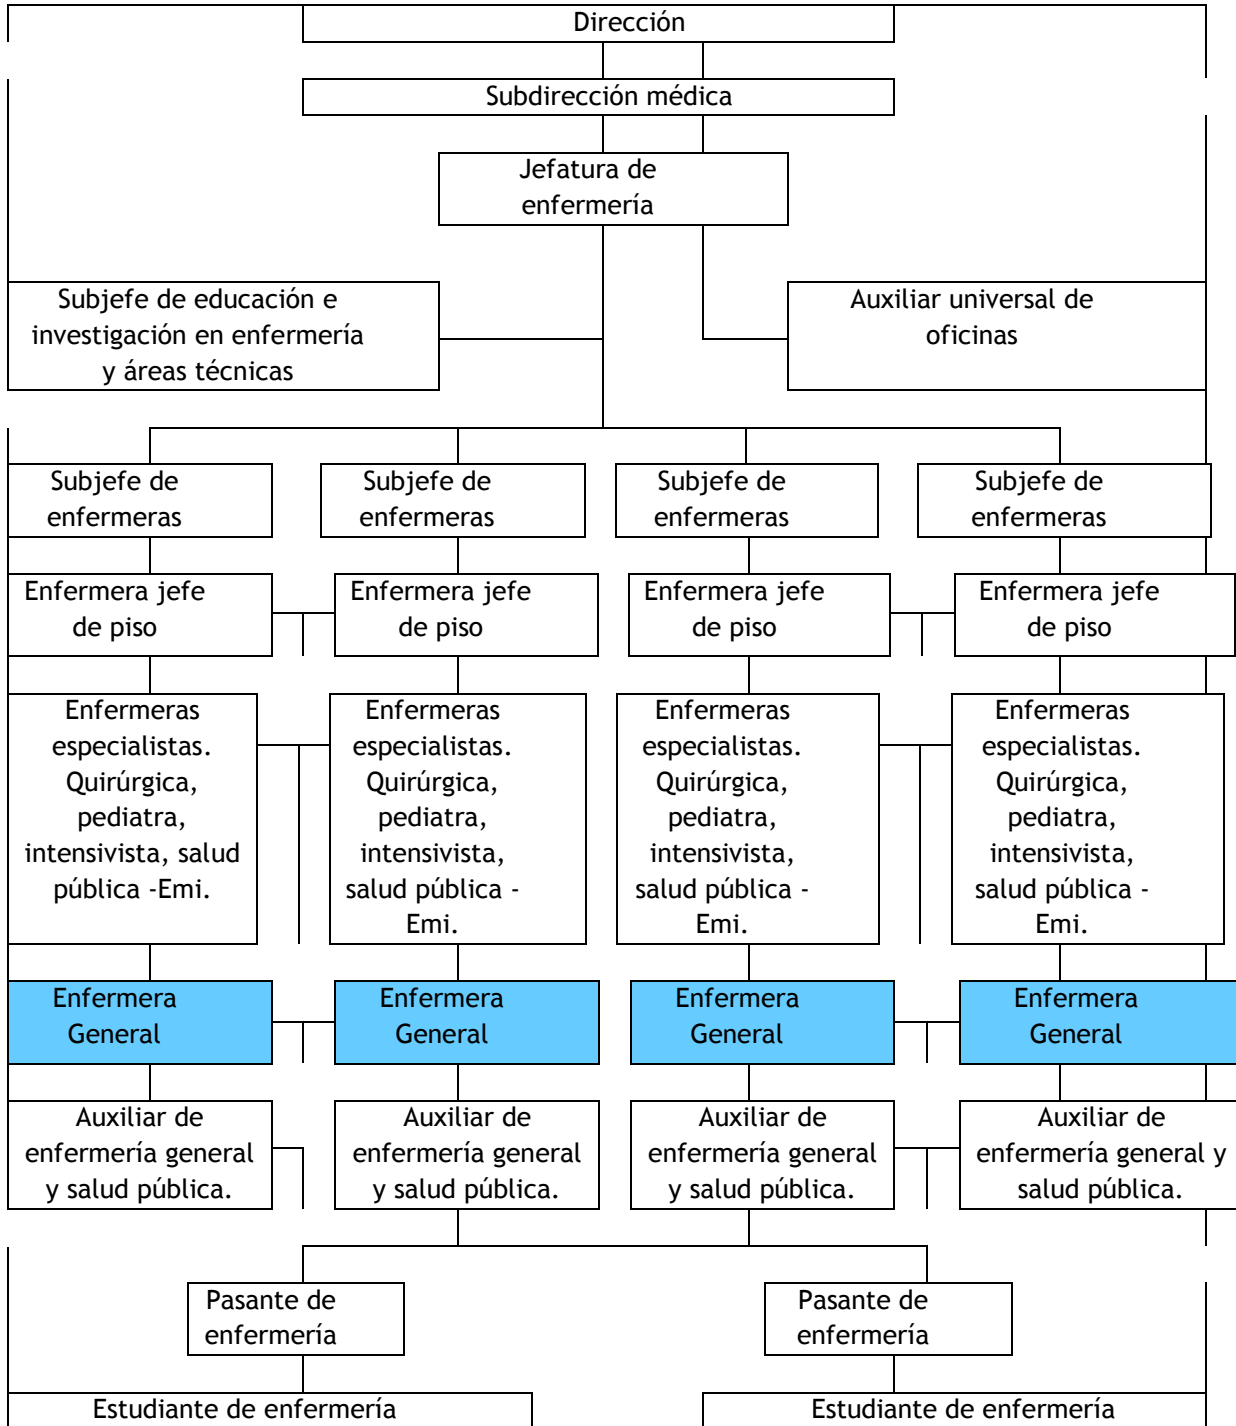 Dirección
Subdirección médica
Jefatura de
enfermería
Subjefe de educación e
investigación en enfermería
y áreas técnicas
Auxiliar universal de
oficinas
Subjefe de
enfermeras
Subjefe de
enfermeras
Subjefe de
enfermeras
Subjefe de
enfermeras
Enfermera jefe
de piso
Enfermera jefe
de piso
Enfermera jefe
de piso
Enfermera jefe
de piso
Enfermeras
especialistas.
Quirúrgica,
pediatra,
intensivista, salud
pública -Emi.
Enfermeras
especialistas.
Quirúrgica,
pediatra,
intensivista,
salud pública -
Emi.
Enfermeras
especialistas.
Quirúrgica,
pediatra,
intensivista,
salud pública -
Emi.
Enfermeras
especialistas.
Quirúrgica,
pediatra,
intensivista,
salud pública -
Emi.
Enfermera
General
Enfermera
General
Enfermera
General
Enfermera
General
Auxiliar de
enfermería general
y salud pública.
Auxiliar de
enfermería general
y salud pública.
Auxiliar de
enfermería general
y salud pública.
Auxiliar de
enfermería general y
salud pública.
Pasante de
enfermería
Pasante de
enfermería
Estudiante de enfermería
Estudiante de enfermería